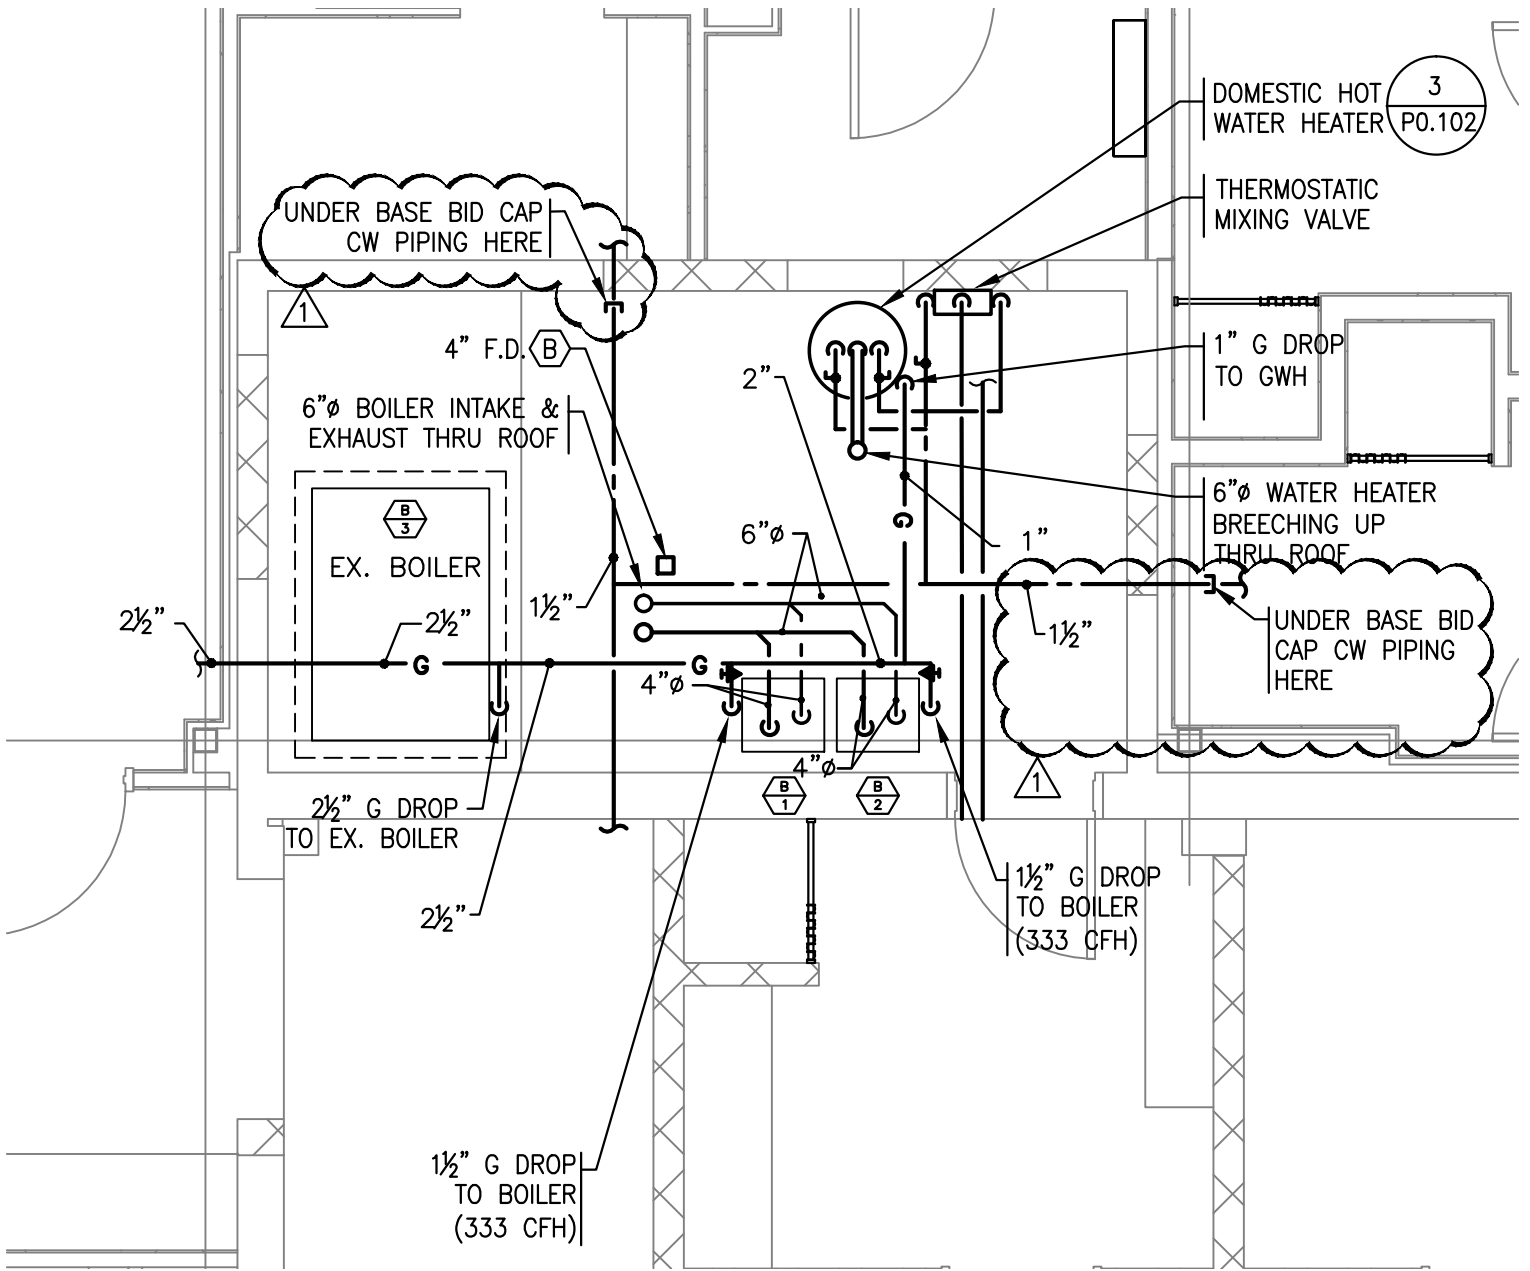 DOMESTIC HOT
WATER HEATER
3
P0.102
THERMOSTATIC
MIXING VALVE
UNDER BASE BID CAP
CW PIPING HERE
1
4" F.D.
B
1" G DROP
TO GWH
2"
6"ø BOILER INTAKE &
EXHAUST THRU ROOF
6"ø WATER HEATER
BREECHING UP
THRU ROOF
B
3
EX. BOILER
G
6"ø
1"
1½"
2½"
2½"
1½"
UNDER BASE BID
CAP CW PIPING
HERE
G
G
4"ø
4"ø
1
B
1
B
2
2½" G DROP
TO EX. BOILER
2½"
1½" G DROP
TO BOILER
(333 CFH)
1½" G DROP
TO BOILER
(333 CFH)